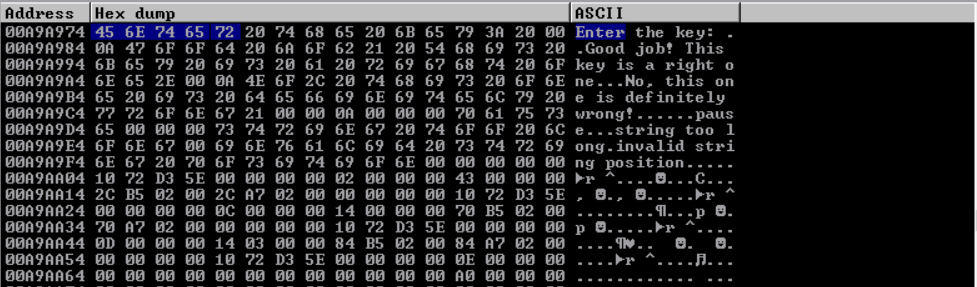 Address Hex dump ASCII
00A9A974 45 6E 74 65 72 20 74 68 65 20 6B 65 79 3A 20 00 Enter the key: .
00A9A984 0A 47 6F 6F 64 20 6A 6F 62 21 20 54 68 69 73 20 .Good job! This
00A9A994 6B 65 79 20 69 73 20 61 20 72 69 67 68 74 20 6F key is a right o
00A9A9A4 6E 65 2E 00 0A 4E 6F 2C 20 74 68 69 73 20 6F 6E ne...No, this on
00A9A9B4 65 20 69 73 20 64 65 66 69 6E 69 74 65 6C 79 20 e is definitely
00A9A9C4 77 72 6F 6E 67 21 00 00 0A 00 00 00 70 61 75 73 wrong!......paus
00A9A9D4 65 00 00 00 73 74 72 69 6E 67 20 74 6F 6F 20 6C e...string too l
00A9A9E4 6F 6E 67 00 69 6E 76 61 6C 69 64 20 73 74 72 69 ong.invalid stri
00A9A9F4 6E 67 20 70 6F 73 69 74 69 6F 6E 00 00 00 00 00 ng position.....
00A9AA04 10 72 D3 5E 00 00 00 00 02 00 00 00 43 00 00 00 ►r ^....☻...C...
00A9AA14 2C B5 02 00 2C A7 02 00 00 00 00 00 10 72 D3 5E , ☻., ☻.....►r ^
00A9AA24 00 00 00 00 0C 00 00 00 14 00 00 00 70 B5 02 00 ........¶...p ☻.
00A9AA34 70 A7 02 00 00 00 00 00 10 72 D3 5E 00 00 00 00 p ☻.....►r ^....
00A9AA44 0D 00 00 00 14 03 00 00 84 B5 02 00 84 A7 02 00 ....¶♥.. ☻. ☻.
00A9AA54 00 00 00 00 10 72 D3 5E 00 00 00 00 0E 00 00 00 ....►r ^....♬...
00A9AA64 00 00 00 00 00 00 00 00 00 00 00 00 A0 00 00 00 ............ ...